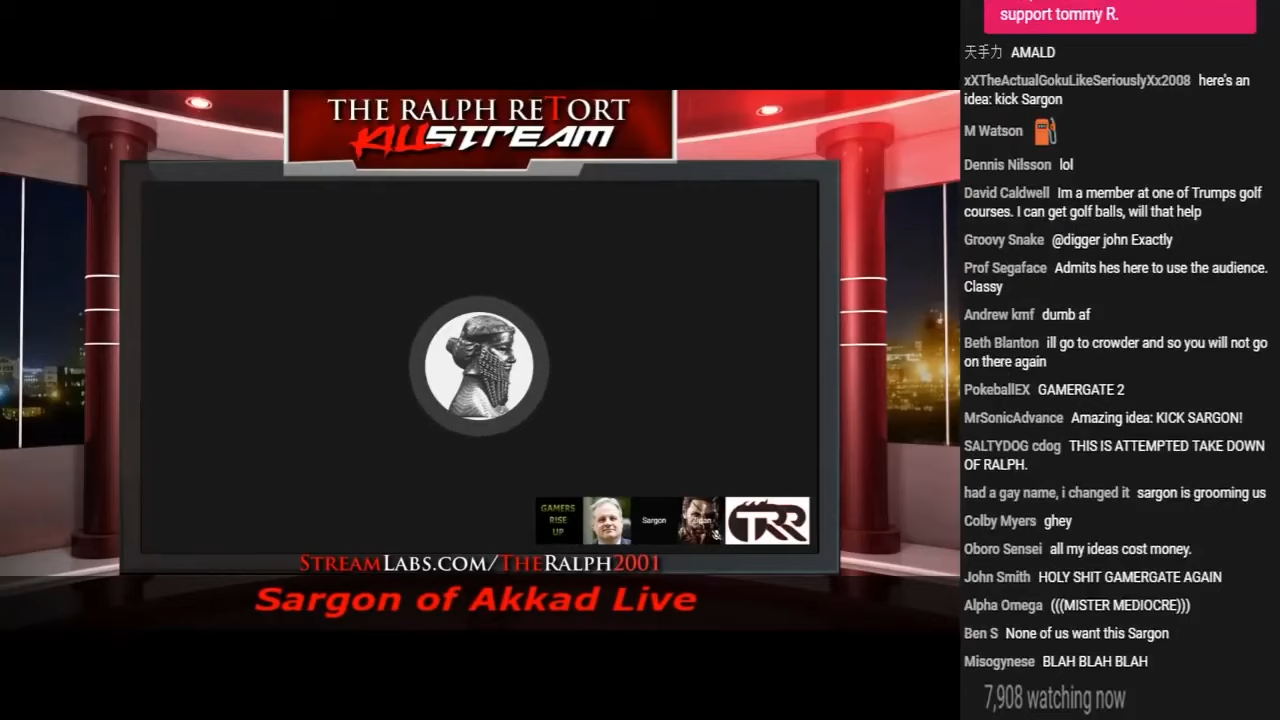 THE RALPH RETORT
KILLSTREAM
GAMERS
RISE
UP
Sargon
TRR
STREAMLABS.COM/THERALPH2001
Sargon of Akkad Live
support tommy R.
天手力 AMALD
xXTheActualGokuLikeSeriouslyXx2008 here's an
idea: kick Sargon
M Watson
Dennis Nilsson lol
David Caldwell Im a member at one of Trumps golf
courses. I can get golf balls, will that help
Groovy Snake @digger john Exactly
Prof Segaface Admits hes here to use the audience.
Classy
Andrew kmf dumb af
Beth Blanton ill go to crowder and so you will not go
on there again
PokeballEX GAMERGATE 2
MrSonicAdvance Amazing idea: KICK SARGON!
SALTYDOG cdog THIS IS ATTEMPTED TAKE DOWN
OF RALPH.
had a gay name, i changed it sargon is grooming us
Colby Myers ghey
Oboro Sensei all my ideas cost money.
John Smith HOLY SHIT GAMERGATE AGAIN
Alpha Omega (((MISTER MEDIOCRE)))
Ben S None of us want this Sargon
Misogynese BLAH BLAH BLAH
7,908 watching now